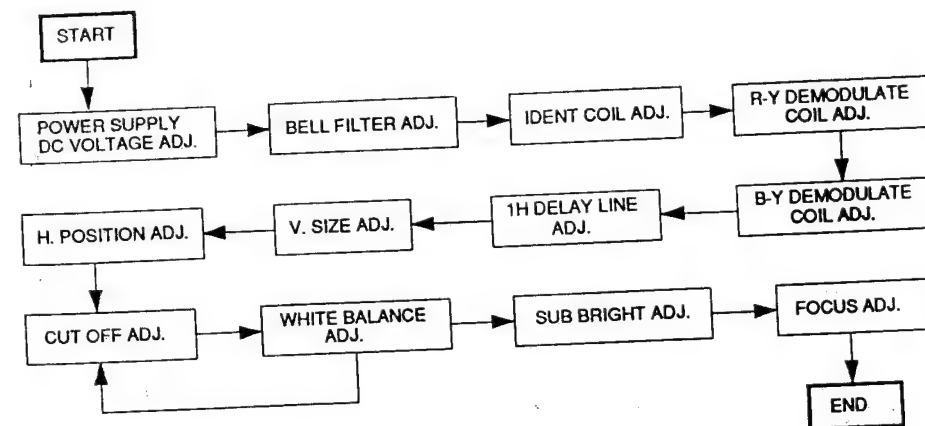 START
POWER SUPPLY
DC VOLTAGE ADJ.
BELL FILTER ADJ.
IDENT COIL ADJ.
R-Y DEMODULATE
COIL ADJ.
B-Y DEMODULATE
COIL ADJ.
1H DELAY LINE
ADJ.
V. SIZE ADJ.
H. POSITION ADJ.
CUT OFF ADJ.
WHITE BALANCE
ADJ.
SUB BRIGHT ADJ.
FOCUS ADJ.
END